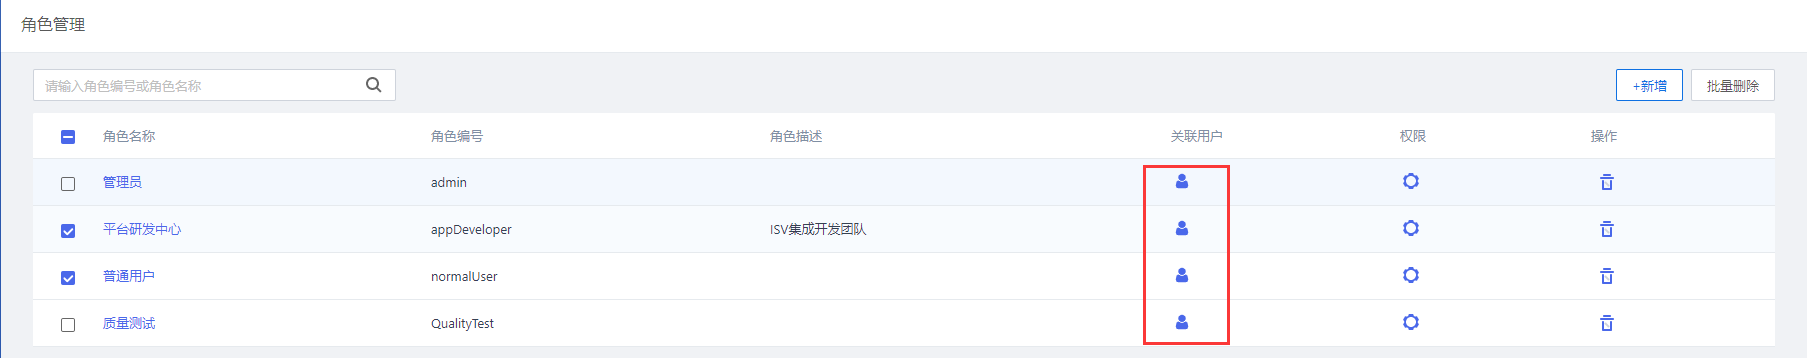 角色管理
请输入角色编号或角色名称
+新增 批量删除
角色名称 角色编号 角色描述 关联用户 权限 操作
管理员 admin
平台研发中心 appDeveloper ISV集成开发团队
普通用户 normalUser
质量测试 QualityTest